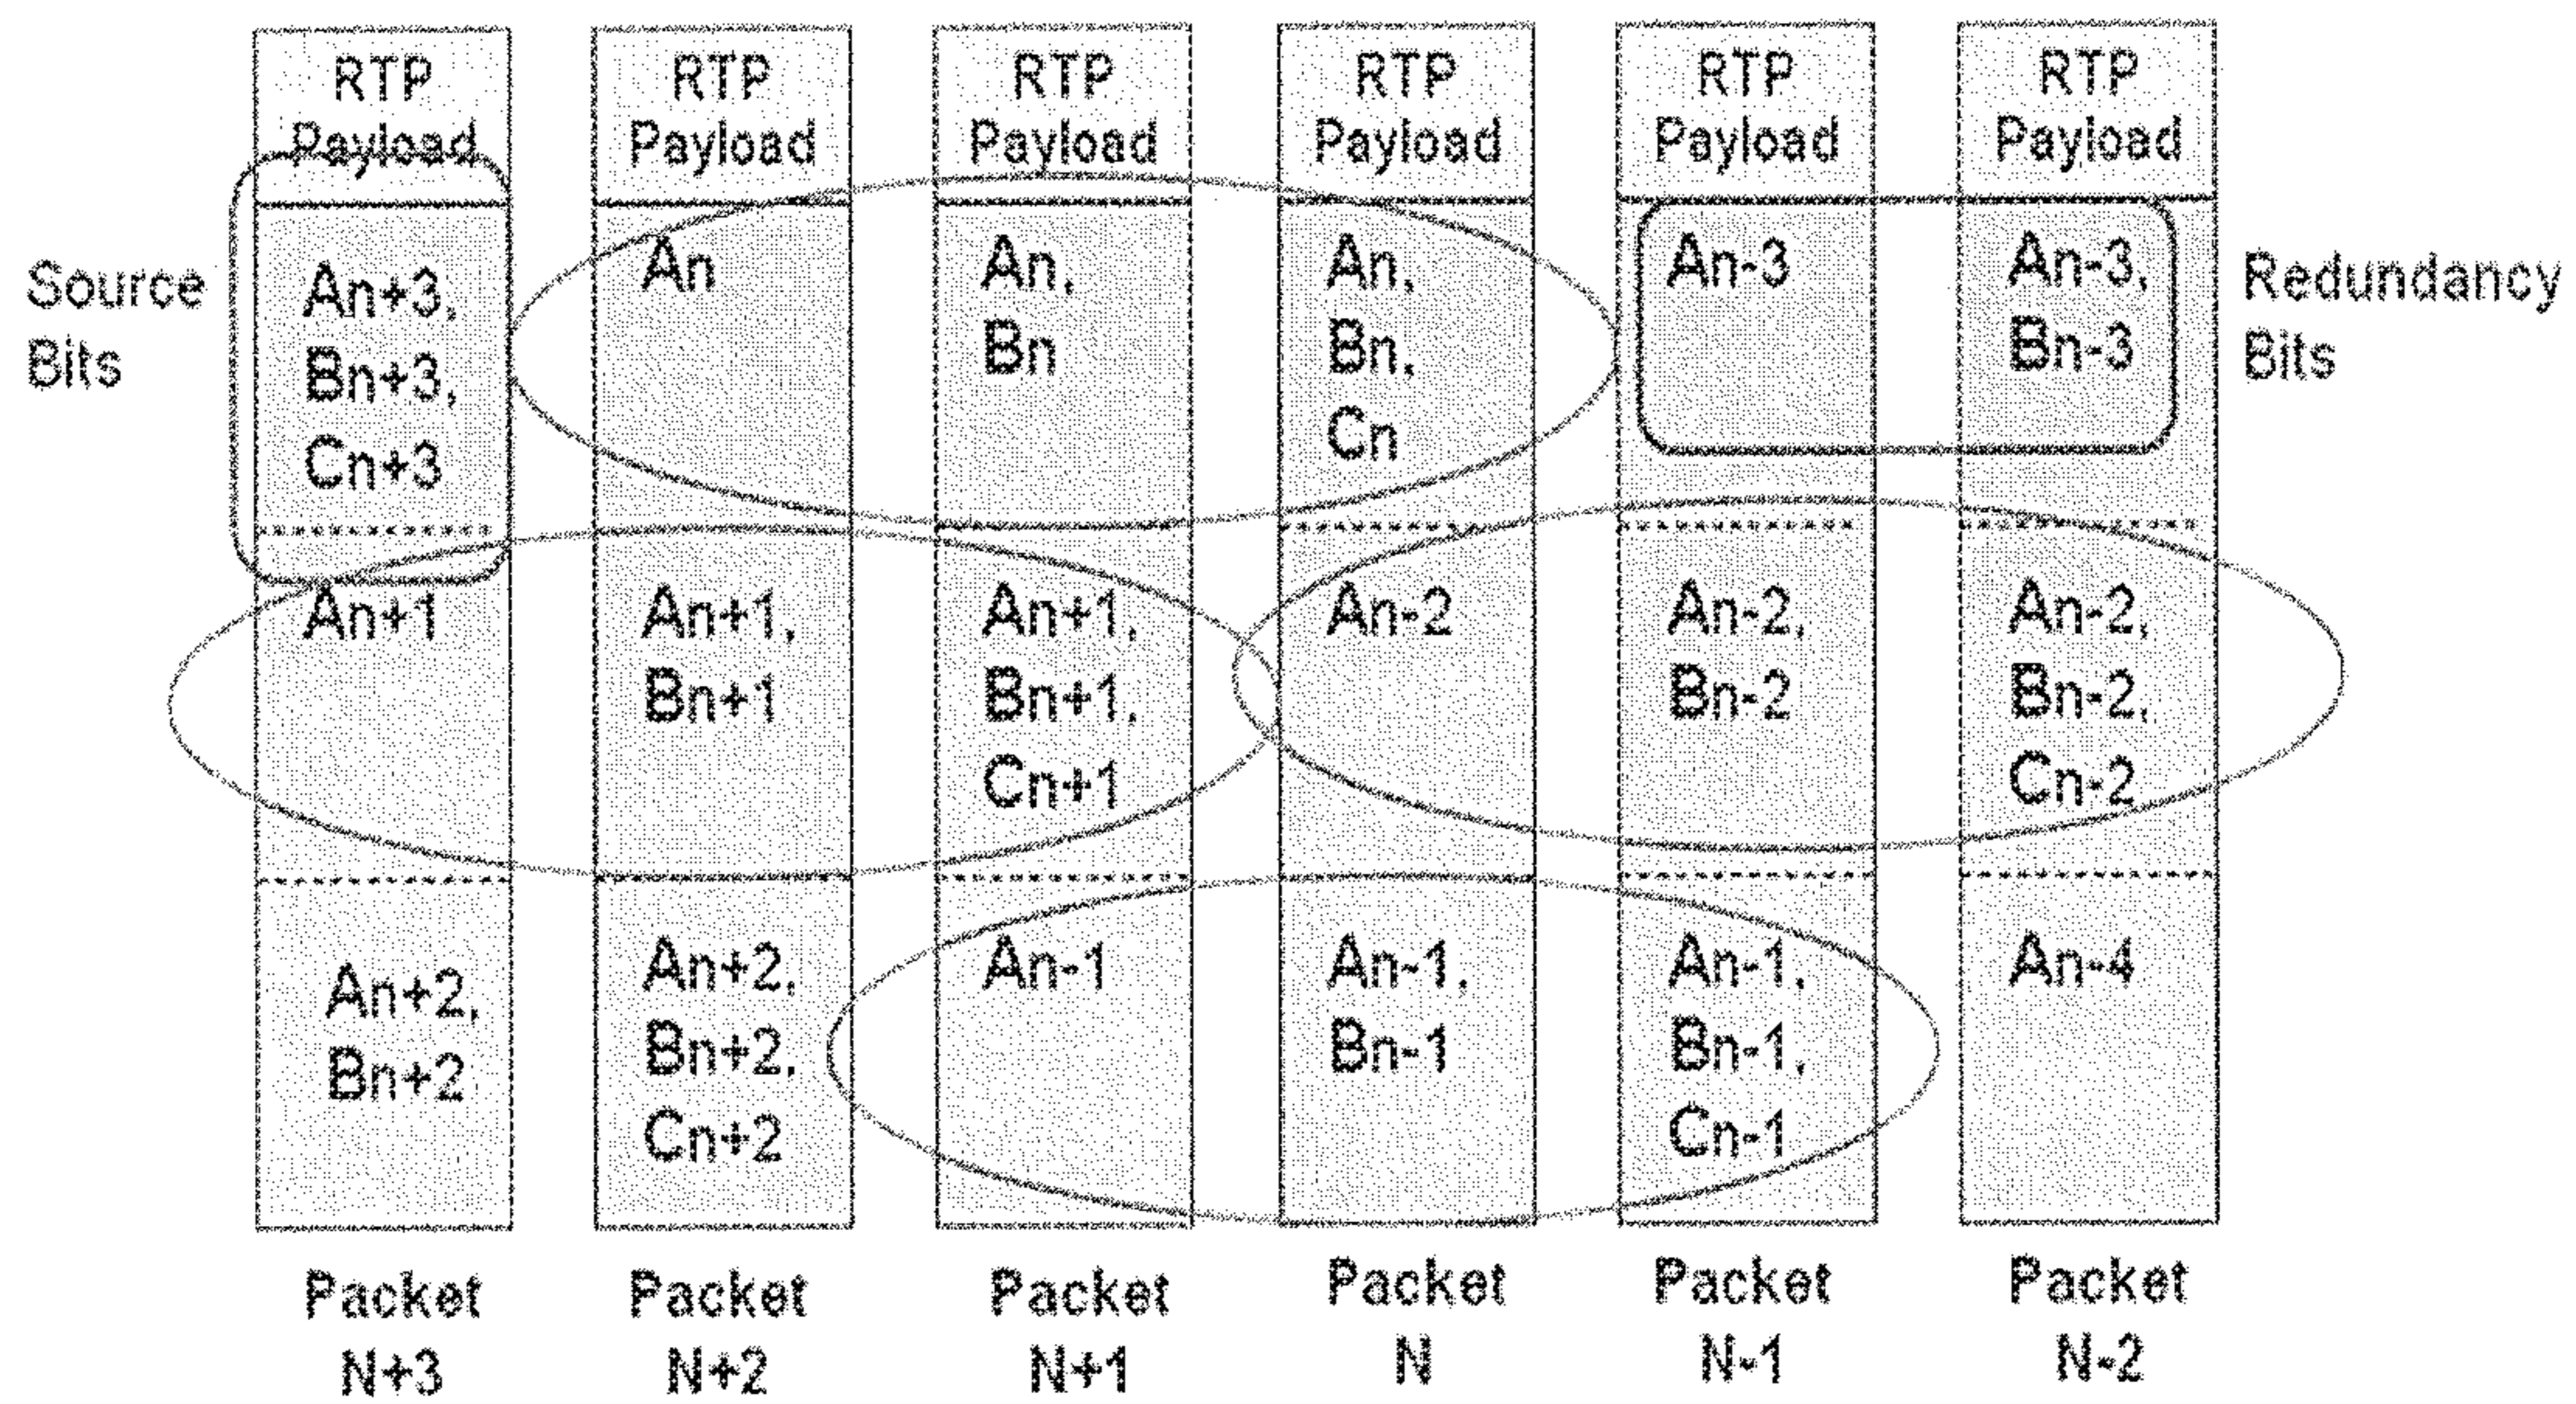 RTP
Payload
RTP
Payload
RTP
Payload
RTP
Payload
RTP
Payload
RTP
Payload
Source
Bits
An+3,
Bn+3,
Cn+3
An
An,
Bn
An,
Bn,
Cn
An-3
An-3,
Bn-3
Redundancy
Bits
An+1
An+1,
Bn+1
An+1,
Bn+1,
Cn+1
An-2
An-2,
Bn-2
An-2,
Bn-2,
Cn-2
An+2,
Bn+2
An+2,
Bn+2,
Cn+2
An-1
An-1,
Bn-1
An-1,
Bn-1,
Cn-1
An-4
Packet
N+3
Packet
N+2
Packet
N+1
Packet
N
Packet
N-1
Packet
N-2